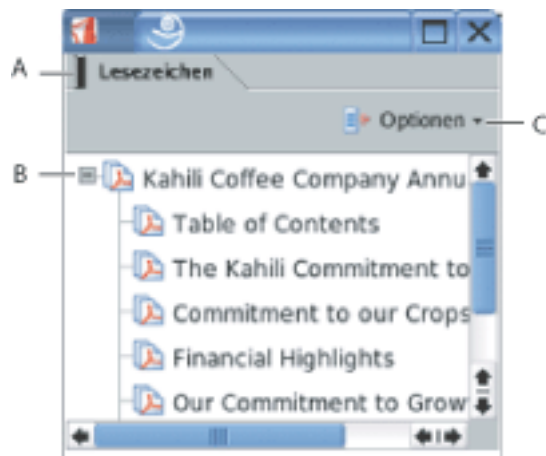 A
Lesezeichen
Optionen
C
B
Kahili Coffee Company Annu
Table of Contents
The Kahili Commitment to
Commitment to our Crops
Financial Highlights
Our Commitment to Grow